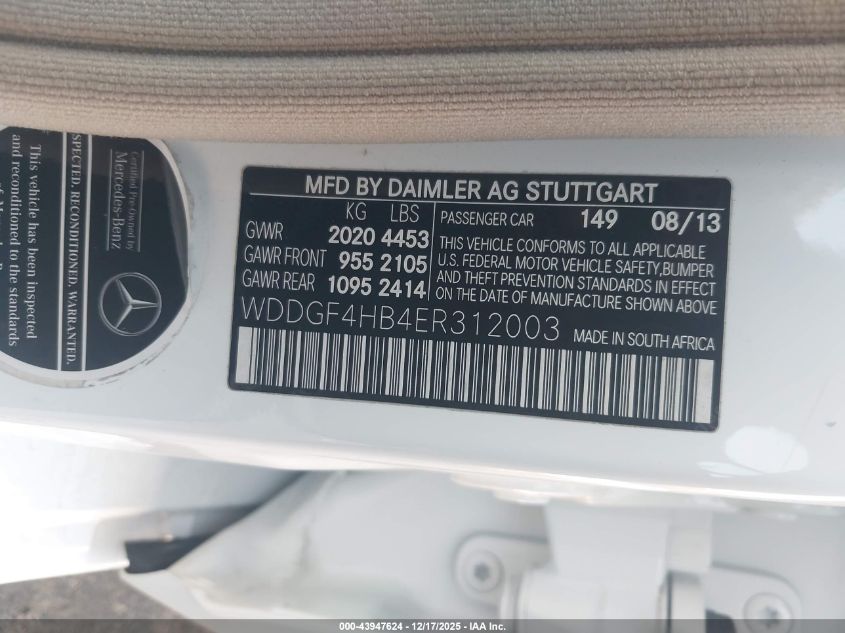 MFD BY DAIMLER AG STUTTGART
KG LBS
GVWR 2020 4453
GAWR FRONT 955 2105
GAWR REAR 1095 2414
PASSENGER CAR 149 08/13
THIS VEHICLE CONFORMS TO ALL APPLICABLE
U.S. FEDERAL MOTOR VEHICLE SAFETY,BUMPER
AND THEFT PREVENTION STANDARDS IN EFFECT
ON THE DATE OF MANUFACTURE SHOWN ABOVE
WDDGF4HB4ER312003 MADE IN SOUTH AFRICA
Certified Pre-Owned by
Mercedes-Benz
SPECTED. RECONDITIONED. WARRANTED.
This vehicle has been inspected
and reconditioned to the standards
000-43947624 - 12/17/2025 - IAA Inc.